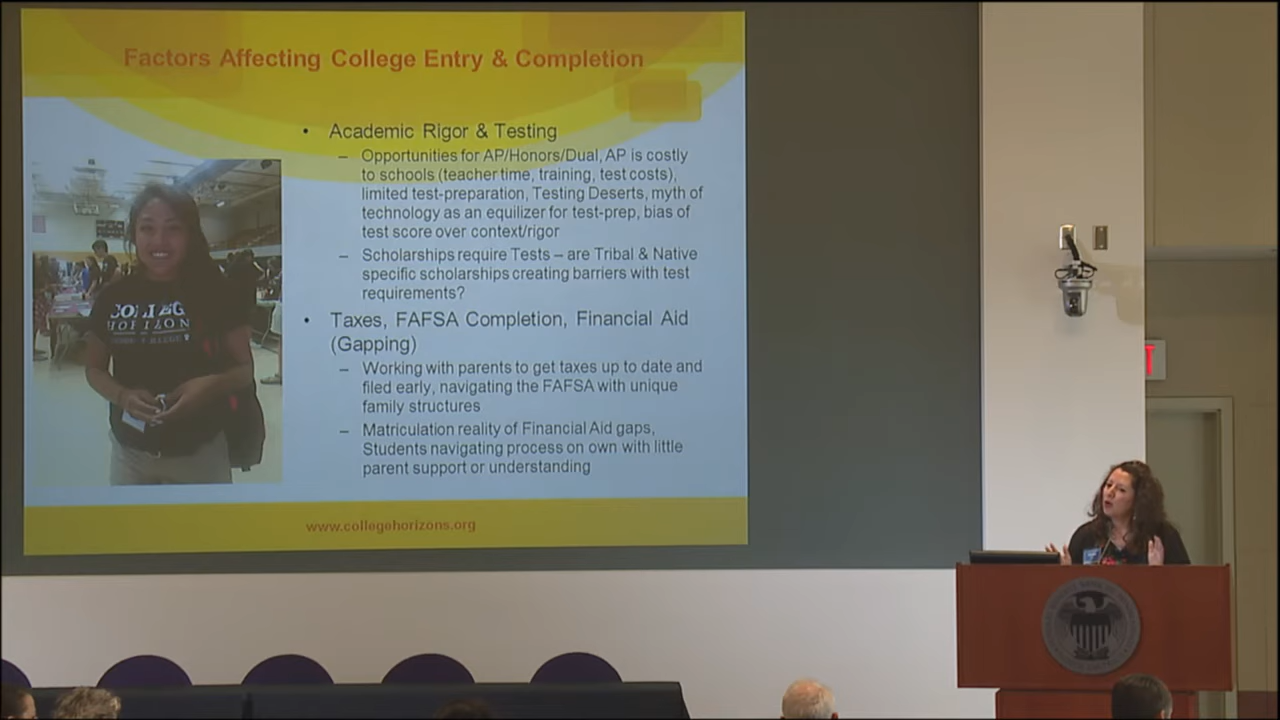 Factors Affecting College Entry & Completion
• Academic Rigor & Testing
– Opportunities for AP/Honors/Dual, AP is costly
to schools (teacher time, training, test costs),
limited test-preparation, Testing Deserts, myth of
technology as an equilizer for test-prep, bias of
test score over context/rigor
– Scholarships require Tests – are Tribal & Native
specific scholarships creating barriers with test
requirements?
• Taxes, FAFSA Completion, Financial Aid
(Gapping)
– Working with parents to get taxes up to date and
filed early, navigating the FAFSA with unique
family structures
– Matriculation reality of Financial Aid gaps,
Students navigating process on own with little
parent support or understanding
www.collegehorizons.org
COLLEGE
HORIZON